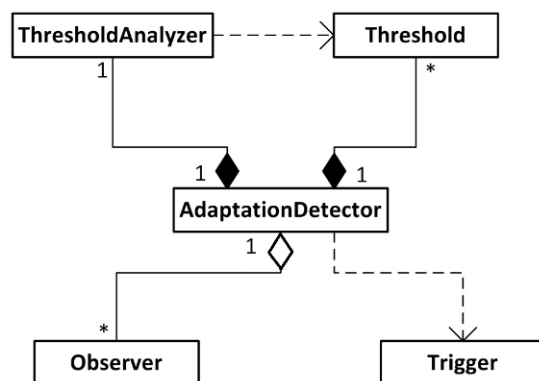 ThresholdAnalyzer
Threshold
1
*
1
1
AdaptationDetector
1
*
Observer
Trigger